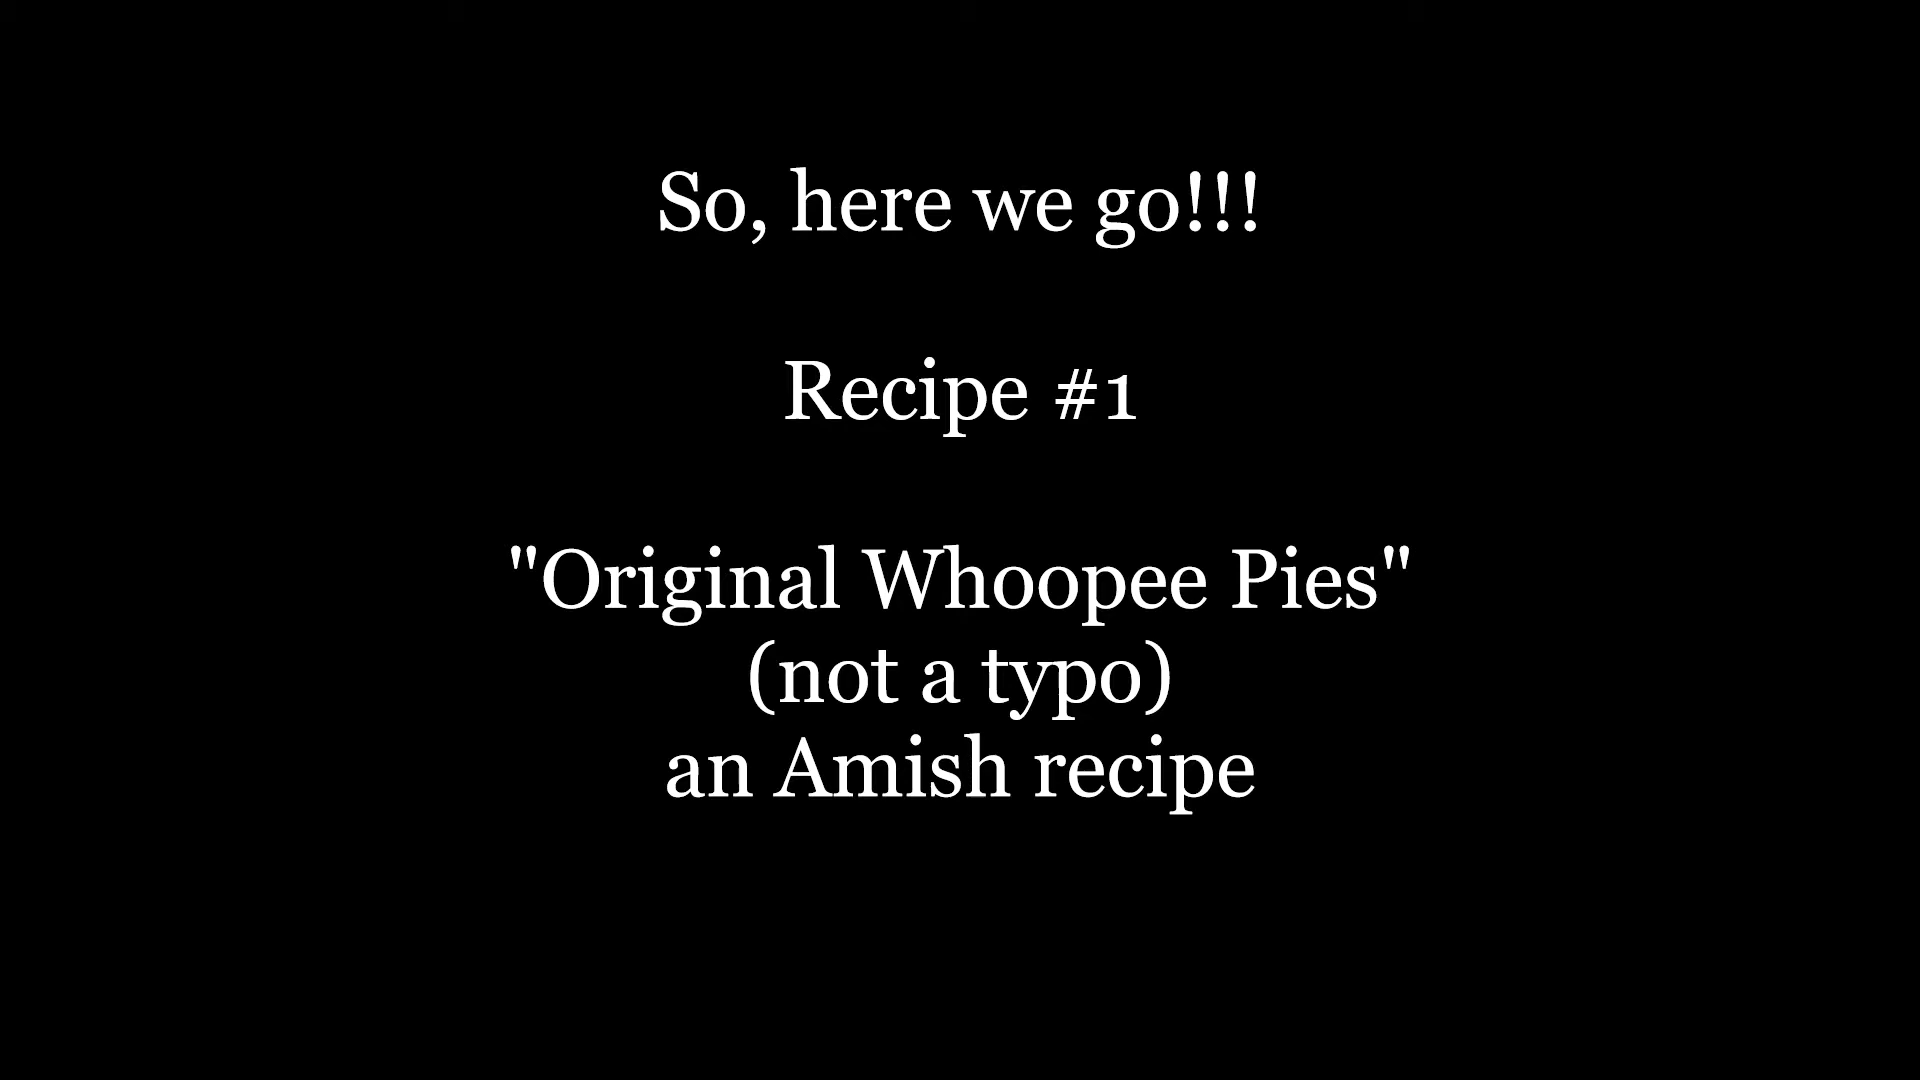 So, here we go!!!
Recipe #1
"Original Whoopee Pies"
(not a typo)
an Amish recipe